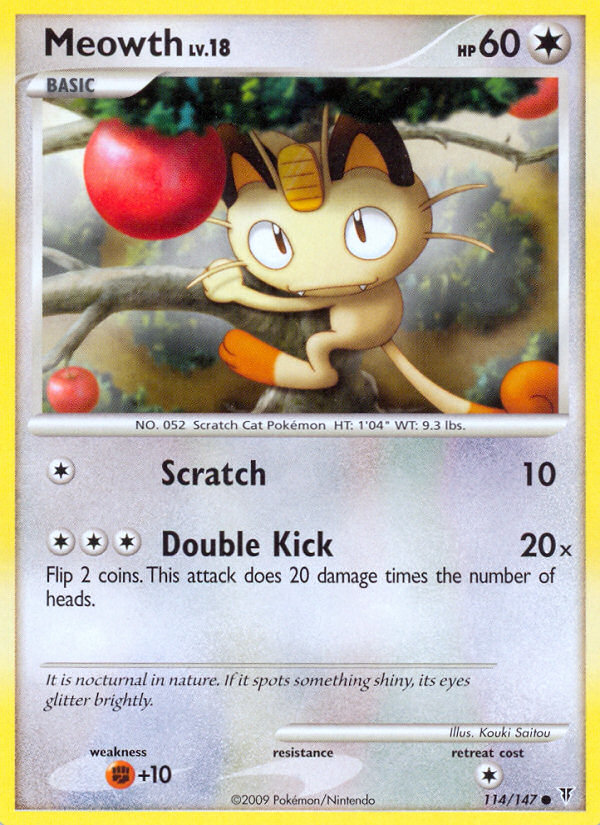 Meowth LV.18 HP 60
BASIC
NO. 052 Scratch Cat Pokémon HT: 1'04" WT: 9.3 lbs.
Scratch 10
Double Kick 20x
Flip 2 coins. This attack does 20 damage times the number of
heads.
It is nocturnal in nature. If it spots something shiny, its eyes
glitter brightly.
Illus. Kouki Saitou
weakness resistance retreat cost
+10
©2009 Pokémon/Nintendo 114/147